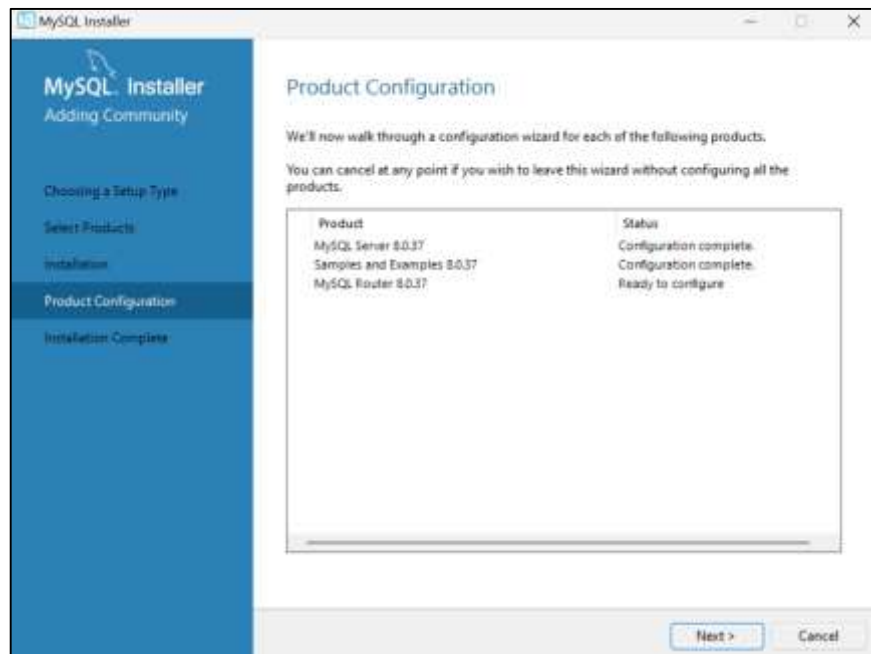 MySQL Installer
MySQL Installer
Adding Community
Choosing a Setup Type
Select Products
Installation
Product Configuration
Installation Complete
Product Configuration
We'll now walk through a configuration wizard for each of the following products.
You can cancel at any point if you wish to leave this wizard without configuring all the
products.
Product Status
MySQL Server 8.0.37 Configuration complete.
Samples and Examples 8.0.37 Configuration complete.
MySQL Router 8.0.37 Ready to configure
Next > Cancel